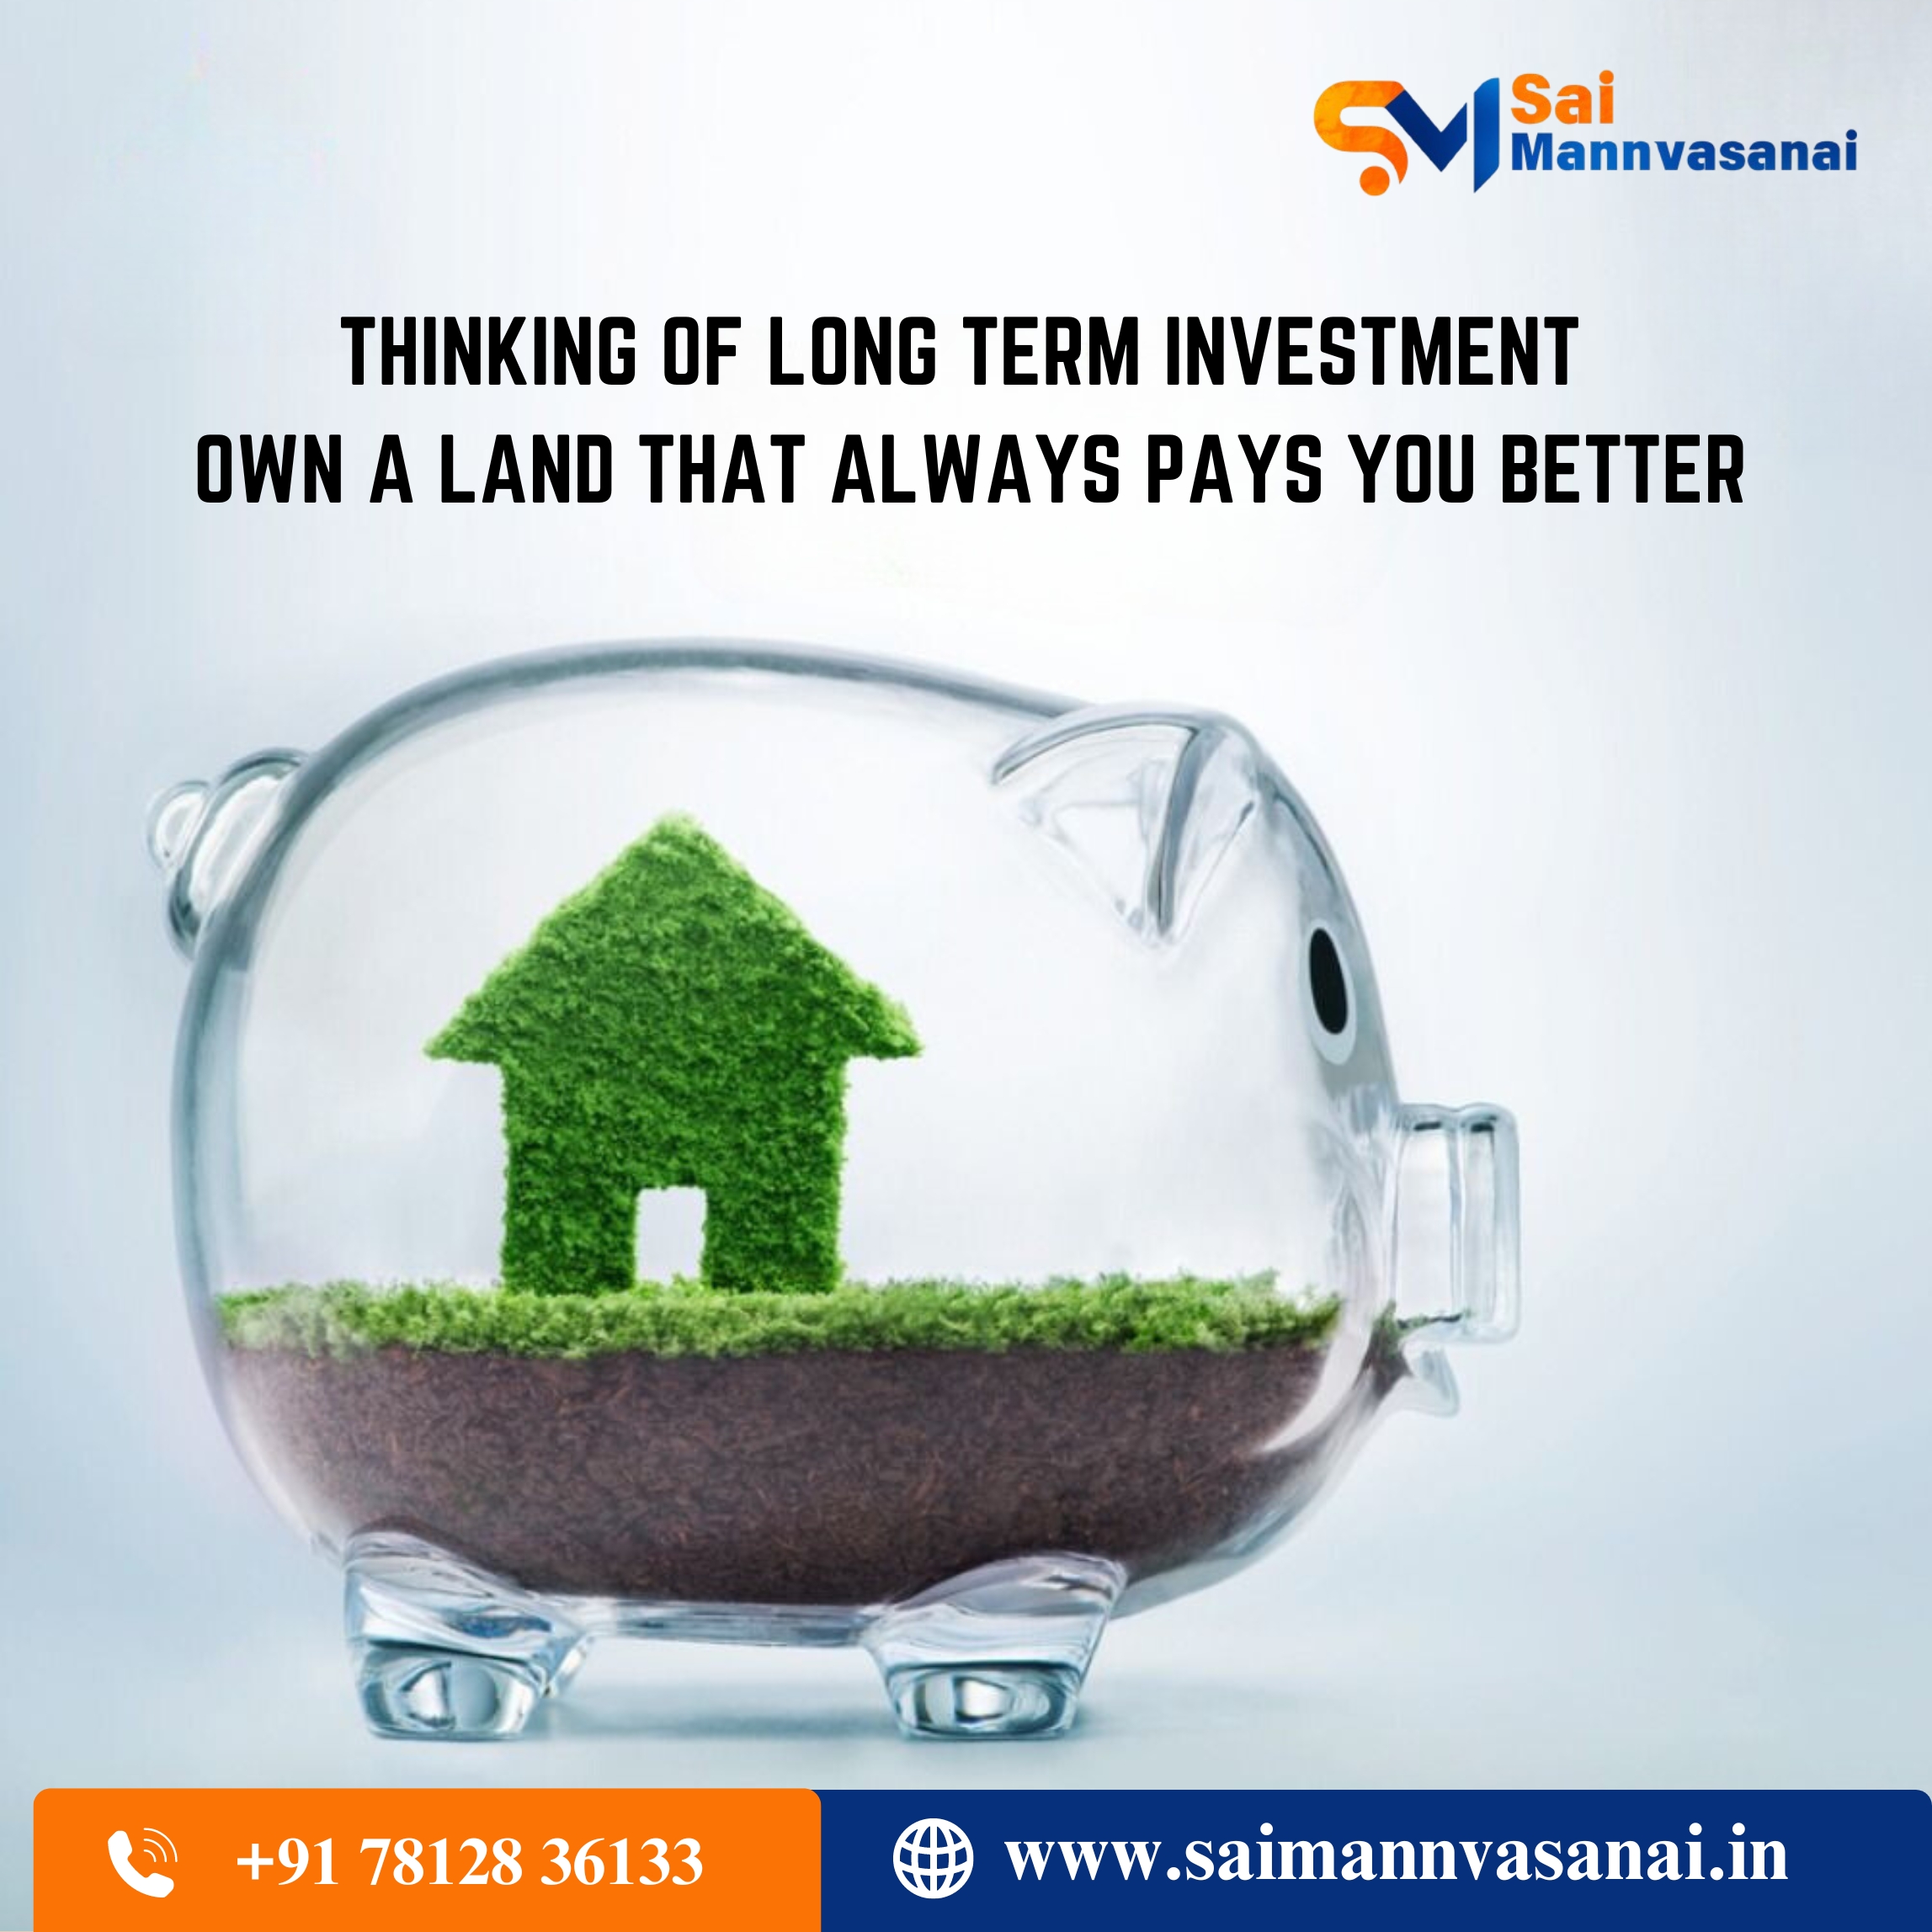 Sai
Mannvasanai
THINKING OF LONG TERM INVESTMENT
OWN A LAND THAT ALWAYS PAYS YOU BETTER
+91 78128 36133
www.saimannvasanai.in